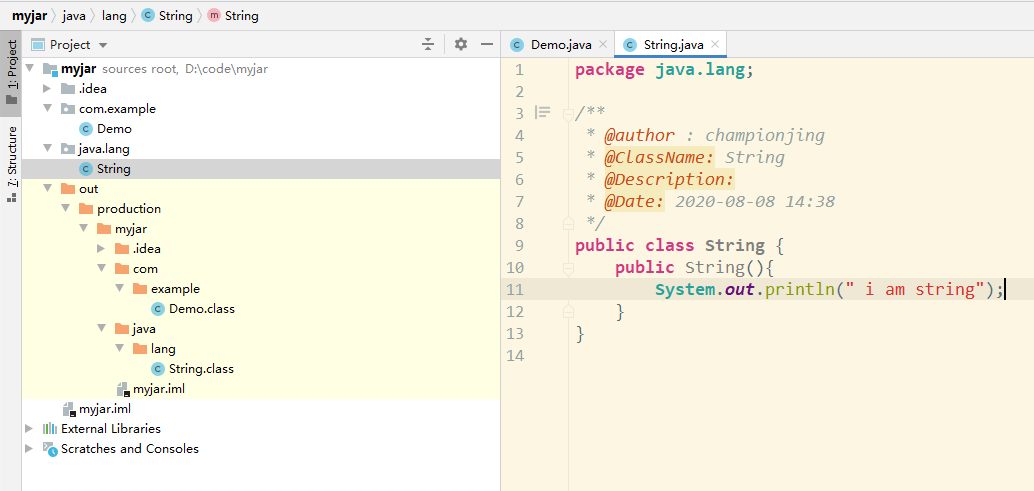 myjar java lang String String
Project
1: Project
7: Structure
myjar sources root, D:\code\myjar
.idea
com.example
Demo
java.lang
String
out
production
myjar
.idea
com
example
Demo.class
java
lang
String.class
myjar.iml
myjar.iml
External Libraries
Scratches and Consoles
Demo.java String.java
1 package java.lang;
2
3 /**
4 * @author : championjing
5 * @ClassName: String
6 * @Description:
7 * @Date: 2020-08-08 14:38
8 */
9 public class String {
10 public String(){
11 System.out.println(" i am string");
12 }
13 }
14